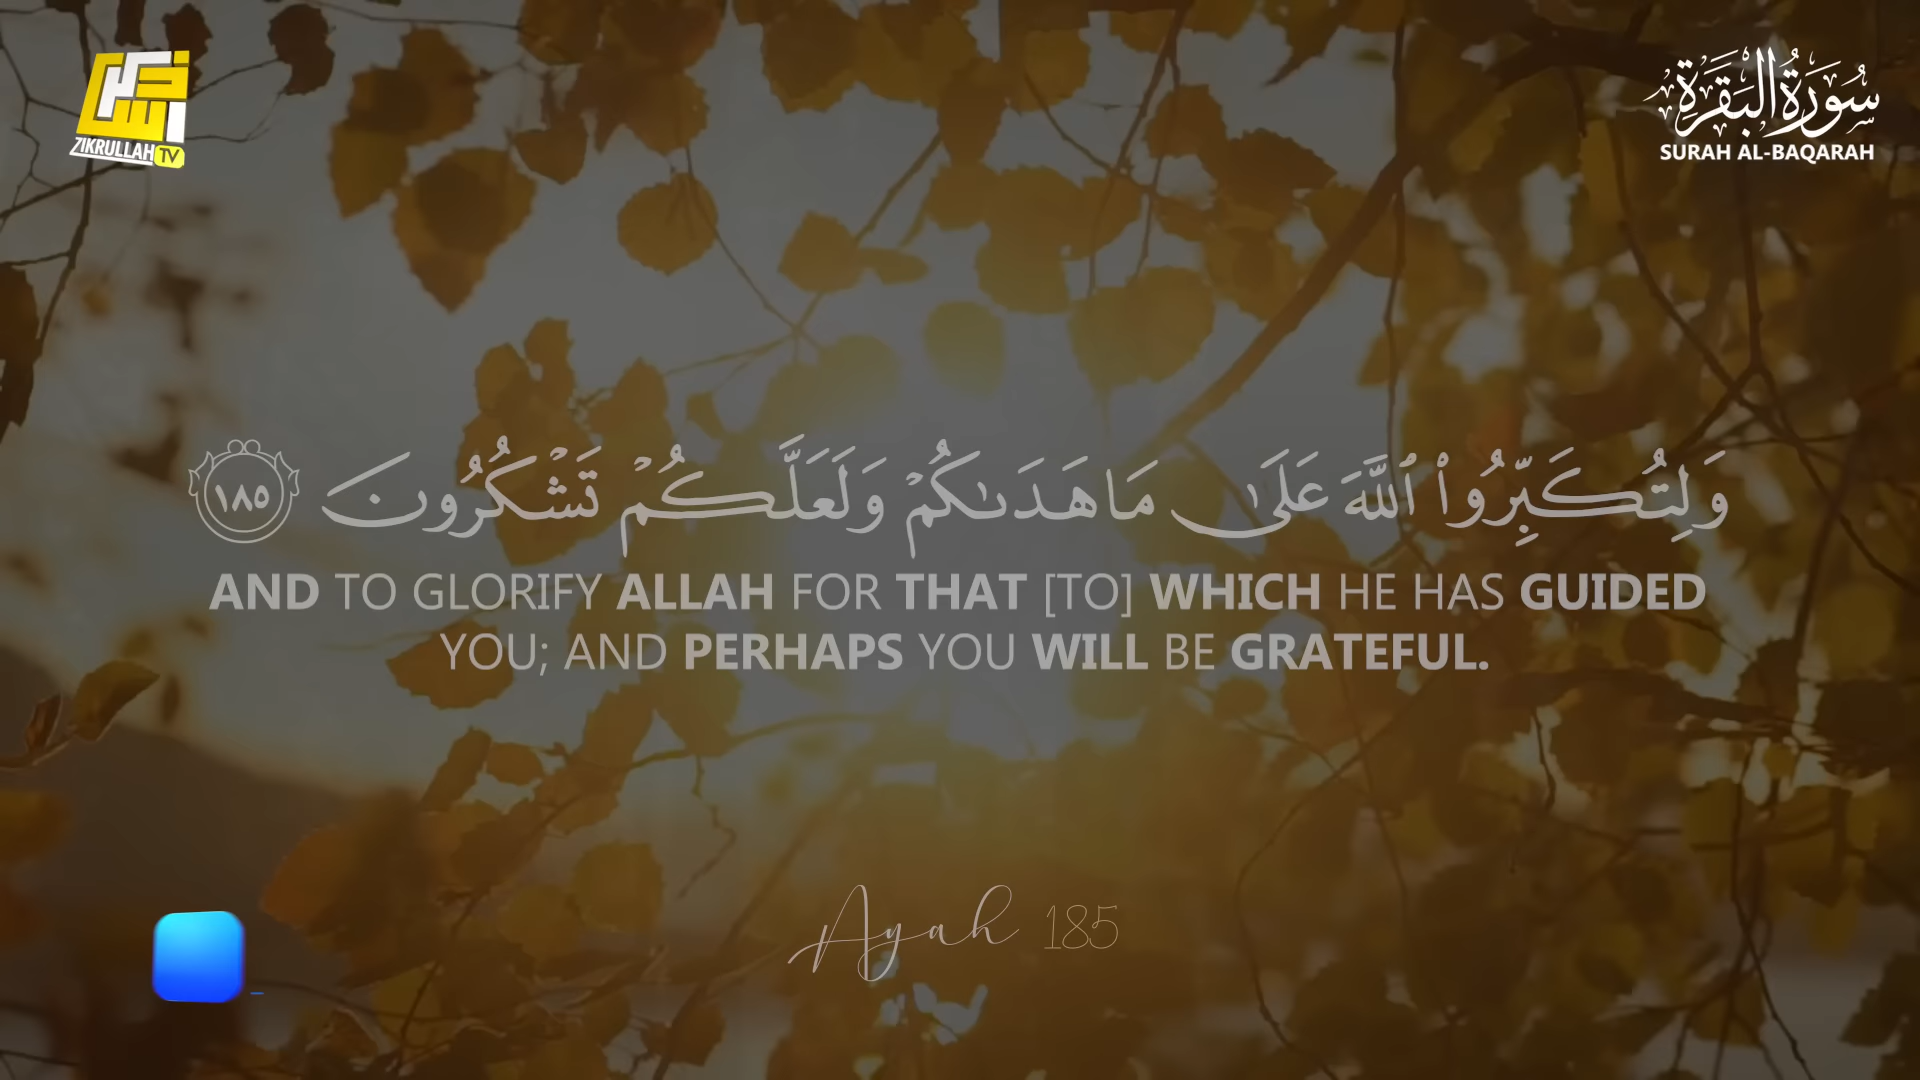 ZIKRULLAH TV
سُورَةُ البَقَرَةِ
SURAH AL-BAQARAH
وَلِتُكَبِّرُوا۟ ٱللَّهَ عَلَىٰ مَا هَدَىٰكُمْ وَلَعَلَّكُمْ تَشْكُرُونَ ١٨٥
AND TO GLORIFY ALLAH FOR THAT [TO] WHICH HE HAS GUIDED
YOU; AND PERHAPS YOU WILL BE GRATEFUL.
Ayah 185